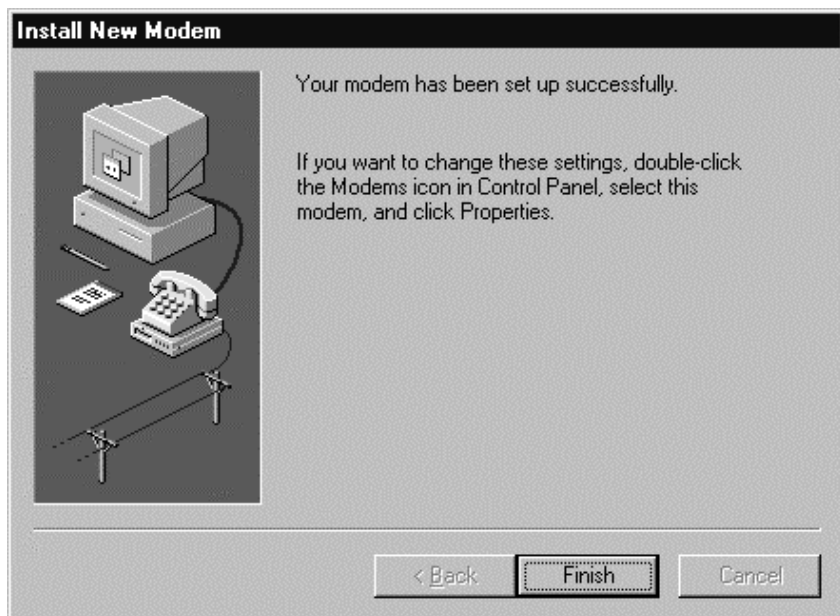 Install New Modem
Your modem has been set up successfully.
If you want to change these settings, double-click
the Modems icon in Control Panel, select this
modem, and click Properties.
< Back
Finish
Cancel